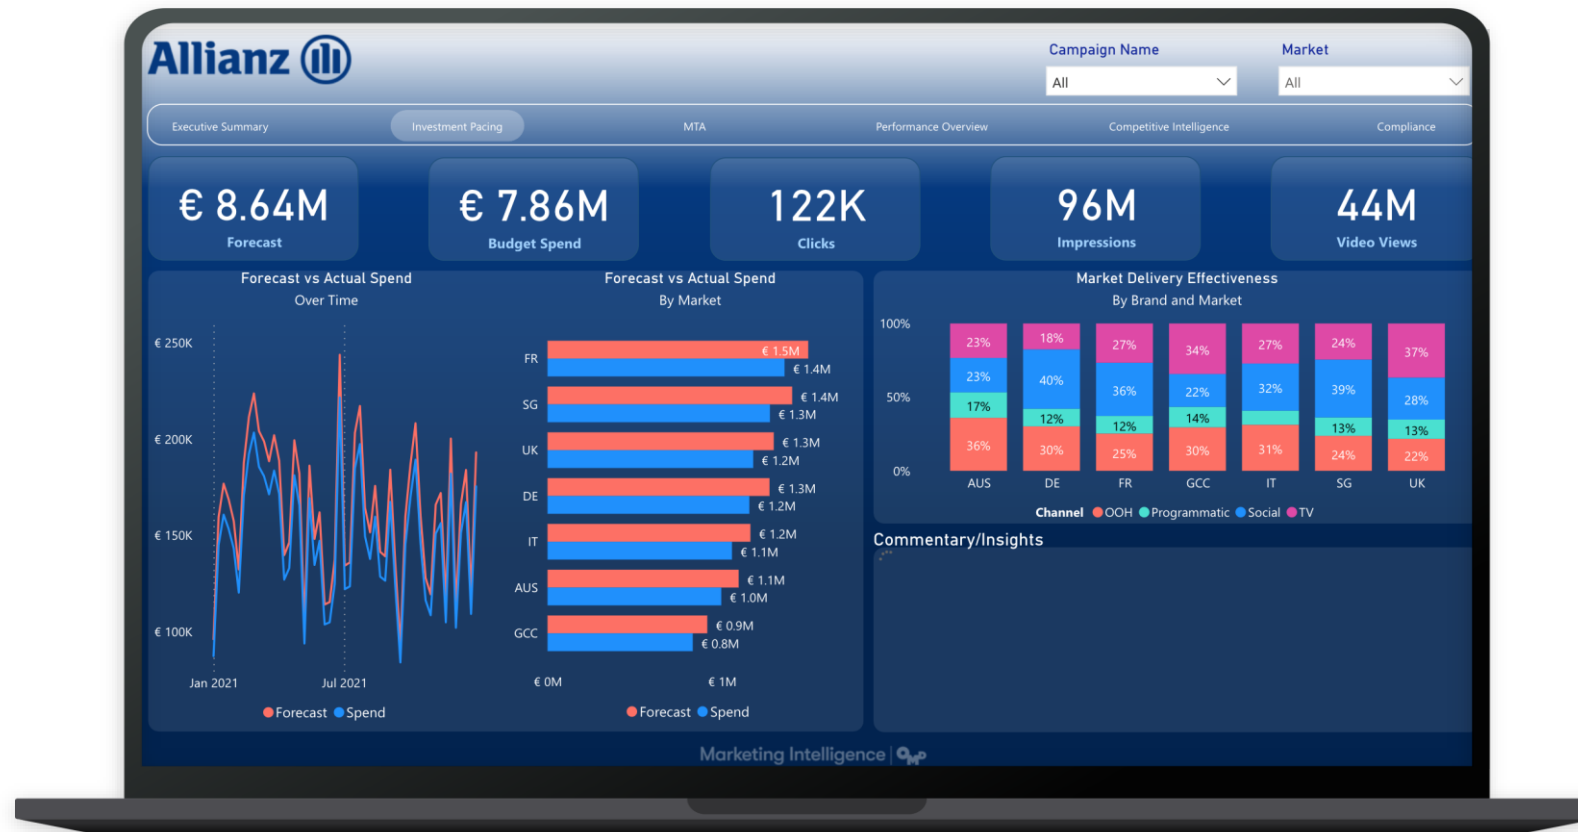 Allianz
Campaign Name
Market
All
All
Executive Summary
Investment Pacing
MTA
Performance Overview
Competitive Intelligence
Compliance
€ 8.64M
Forecast
€ 7.86M
Budget Spend
122K
Clicks
96M
Impressions
44M
Video Views
Forecast vs Actual Spend
Over Time
€ 250K
€ 200K
€ 150K
€ 100K
Jan 2021
Jul 2021
Forecast
Spend
Forecast vs Actual Spend
By Market
FR
€ 1.5M
€ 1.4M
SG
€ 1.4M
€ 1.3M
UK
€ 1.3M
€ 1.2M
DE
€ 1.3M
€ 1.2M
IT
€ 1.2M
€ 1.1M
AUS
€ 1.1M
€ 1.0M
GCC
€ 0.9M
€ 0.8M
€ 0M
€ 1M
Forecast
Spend
Market Delivery Effectiveness
By Brand and Market
100%
50%
0%
23%
18%
27%
34%
27%
24%
37%
23%
40%
36%
22%
32%
39%
28%
17%
12%
12%
14%
13%
13%
36%
30%
25%
30%
31%
24%
22%
AUS
DE
FR
GCC
IT
SG
UK
Channel
OOH
Programmatic
Social
TV
Commentary/Insights
Marketing Intelligence |